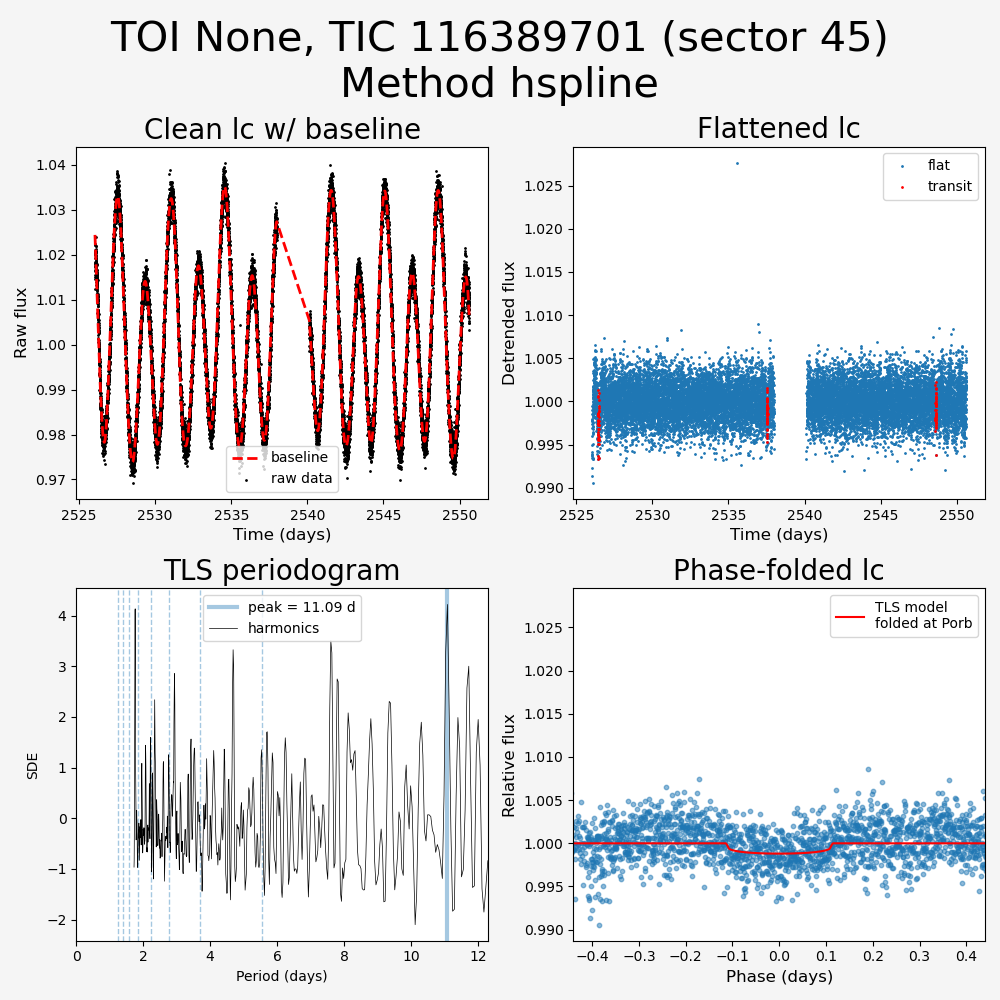 TOI None, TIC 116389701 (sector 45)
Method hspline
Clean lc w/ baseline
1.04
1.03
1.02
1.01
1.00
0.99
0.98
0.97
Raw flux
baseline
raw data
2525
2530
2535
2540
2545
2550
Time (days)
Flattened lc
flat
transit
1.025
1.020
1.015
1.010
1.005
1.000
0.995
0.990
Detrended flux
2525
2530
2535
2540
2545
2550
Time (days)
TLS periodogram
peak = 11.09 d
harmonics
4
3
2
1
0
−1
−2
SDE
0
2
4
6
8
10
12
Period (days)
Phase-folded lc
TLS model
folded at Porb
1.025
1.020
1.015
1.010
1.005
1.000
0.995
0.990
Relative flux
−0.4
−0.3
−0.2
−0.1
0.0
0.1
0.2
0.3
0.4
Phase (days)